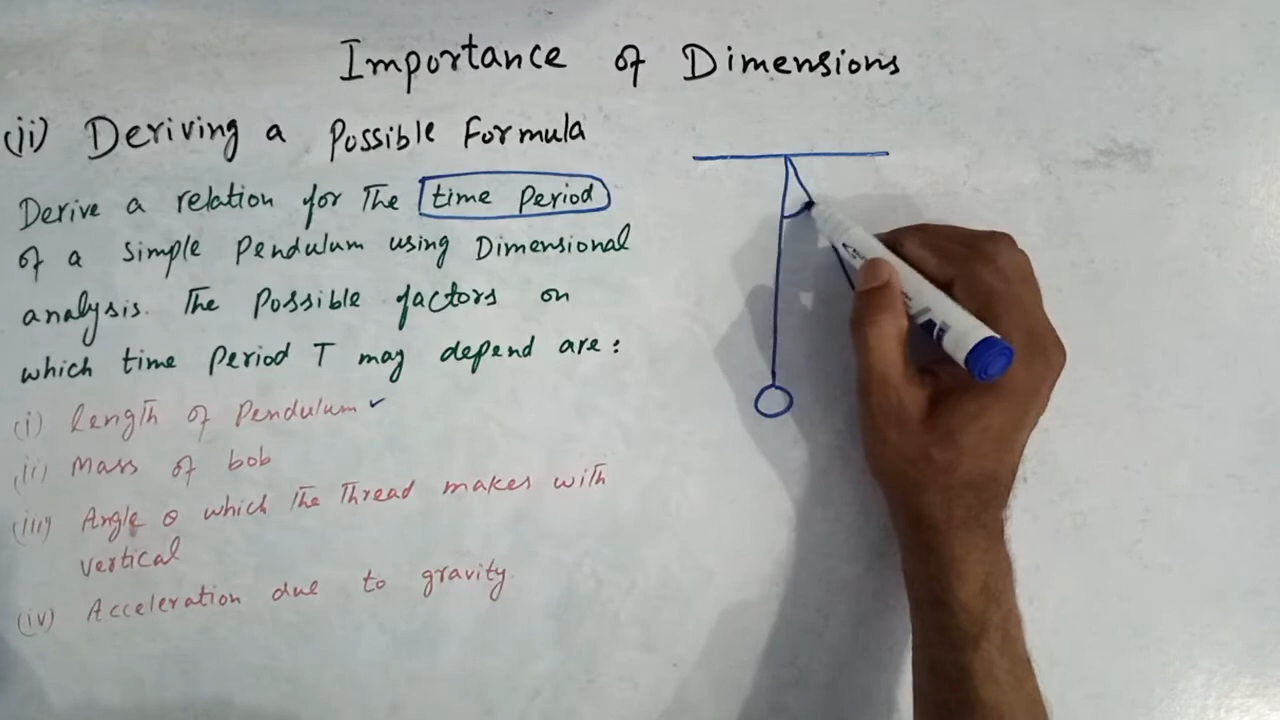 Importance of Dimensions
(ii) Deriving a Possible Formula
Derive a relation for The time Period
of a Simple Pendulum using Dimensional
analysis. The Possible factors on
which time Period T may depend are:
(i) Length of Pendulum ✓
(ii) Mass of bob
(iii) Angle θ which The Thread makes with
vertical
(iv) Acceleration due to gravity.